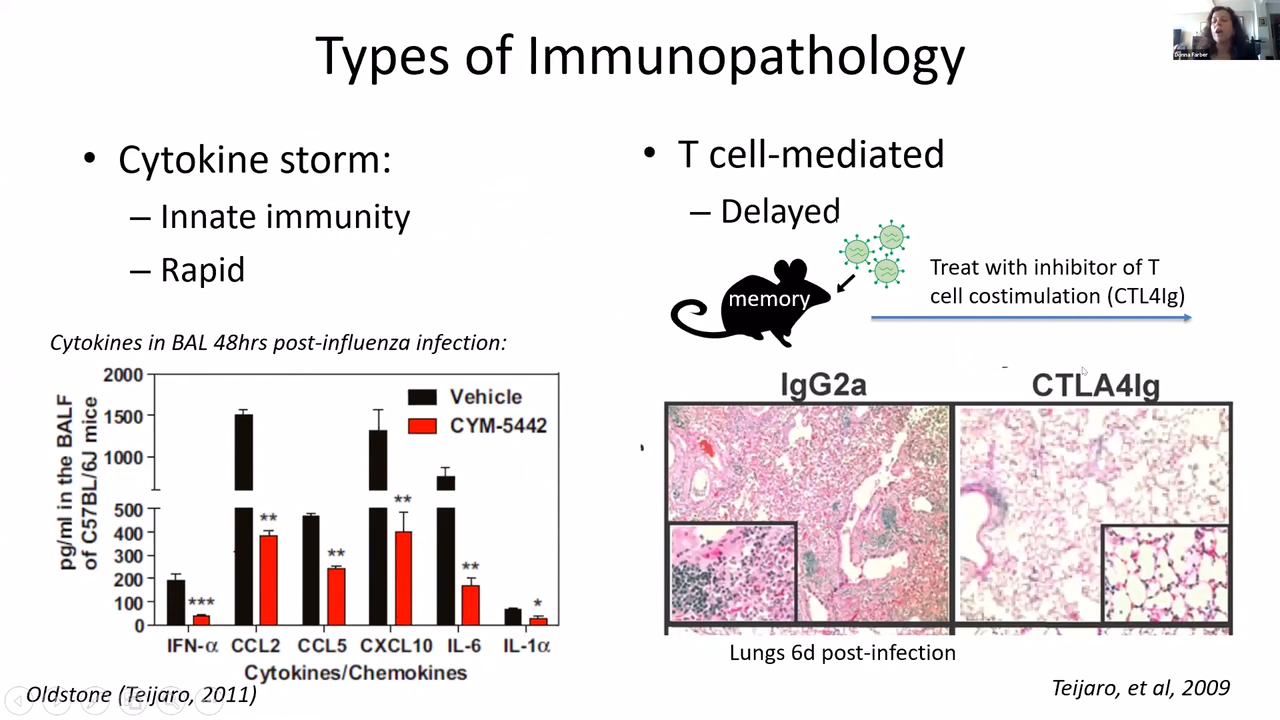 Types of Immunopathology
Donna Farber
• Cytokine storm:
– Innate immunity
– Rapid
Cytokines in BAL 48hrs post-influenza infection:
pg/ml in the BALF
of C57BL/6J mice
2000
1500
1000
500
400
300
200
100
0
Vehicle
CYM-5442
***
**
**
**
**
*
IFN-α CCL2 CCL5 CXCL10 IL-6 IL-1α
Cytokines/Chemokines
Oldstone (Teijaro, 2011)
• T cell-mediated
– Delayed
memory
Treat with inhibitor of T
cell costimulation (CTL4Ig)
IgG2a CTLA4Ig
Lungs 6d post-infection
Teijaro, et al, 2009